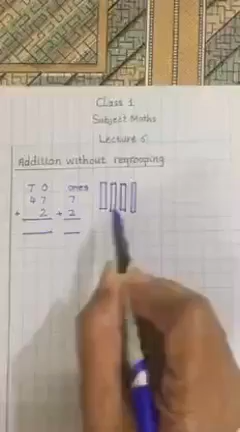 Class 1
Subject Maths
Lecture 6
Addition without regrouping
T O ones
4 7 7
+ 2 + 2